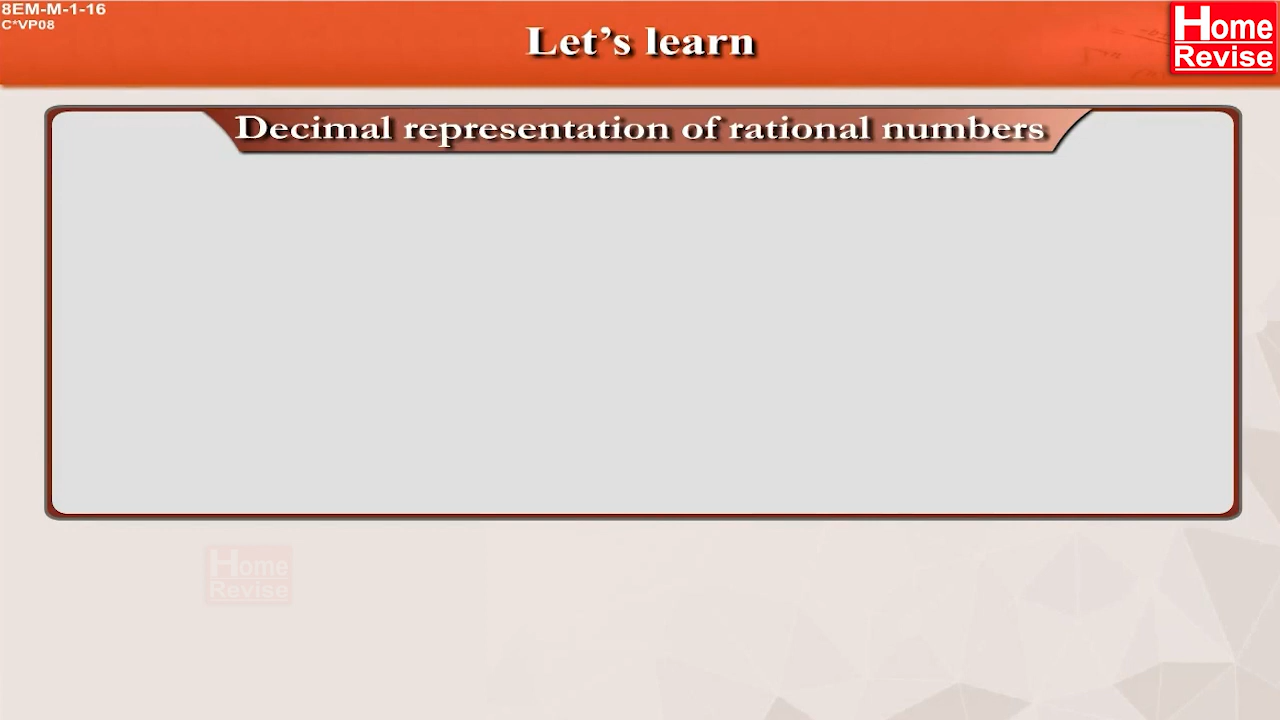 8EM-M-1-16
C*VP08
Let's learn
Home
Revise
Decimal representation of rational numbers
Home
Revise